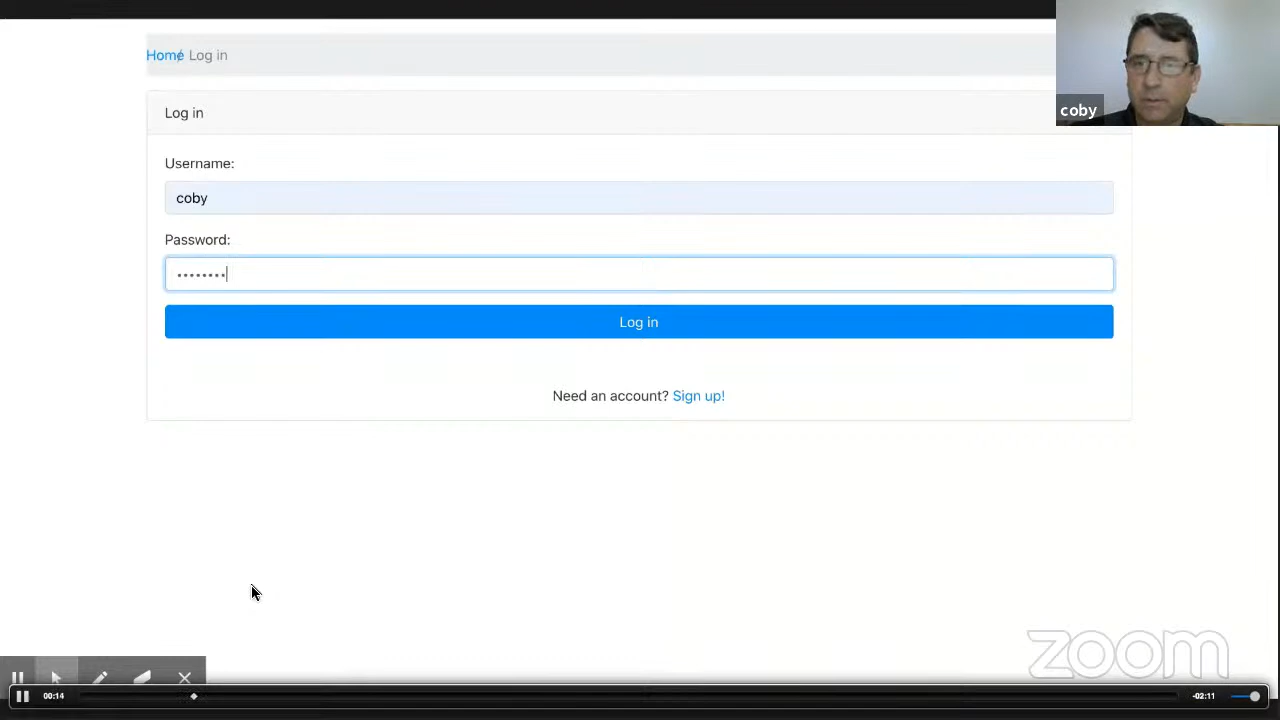 Home / Log in
Log in
Username:
coby
Password:
••••••••
Log in
Need an account? Sign up!
coby
zoom
00:14
-02:11